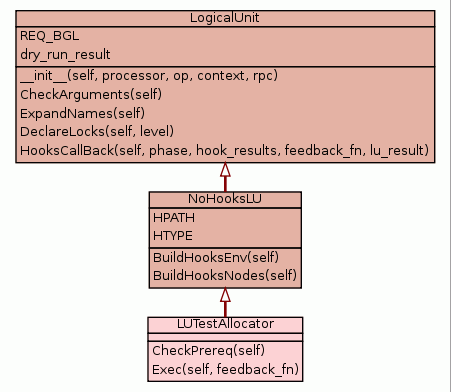 LogicalUnit
REQ_BGL
dry_run_result
__init__(self, processor, op, context, rpc)
CheckArguments(self)
ExpandNames(self)
DeclareLocks(self, level)
HooksCallBack(self, phase, hook_results, feedback_fn, lu_result)
NoHooksLU
HPATH
HTYPE
BuildHooksEnv(self)
BuildHooksNodes(self)
LUTestAllocator
CheckPrereq(self)
Exec(self, feedback_fn)